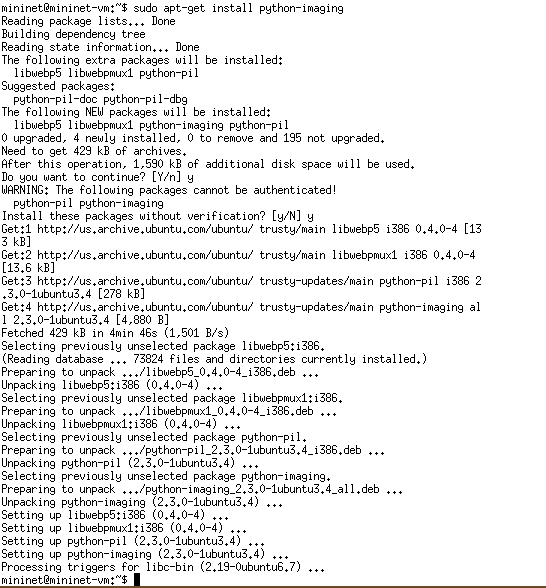 mininet@mininet-vm:~$ sudo apt-get install python-imaging
Reading package lists... Done
Building dependency tree
Reading state information... Done
The following extra packages will be installed:
  libwebp5 libwebpmux1 python-pil
Suggested packages:
  python-pil-doc python-pil-dbg
The following NEW packages will be installed:
  libwebp5 libwebpmux1 python-imaging python-pil
0 upgraded, 4 newly installed, 0 to remove and 195 not upgraded.
Need to get 429 kB of archives.
After this operation, 1,590 kB of additional disk space will be used.
Do you want to continue? [Y/n] y
WARNING: The following packages cannot be authenticated!
  python-pil python-imaging
Install these packages without verification? [y/N] y
Get:1 http://us.archive.ubuntu.com/ubuntu/ trusty/main libwebp5 i386 0.4.0-4 [13
3 kB]
Get:2 http://us.archive.ubuntu.com/ubuntu/ trusty/main libwebpmux1 i386 0.4.0-4
[13.6 kB]
Get:3 http://us.archive.ubuntu.com/ubuntu/ trusty-updates/main python-pil i386 2
.3.0-1ubuntu3.4 [278 kB]
Get:4 http://us.archive.ubuntu.com/ubuntu/ trusty-updates/main python-imaging al
l 2.3.0-1ubuntu3.4 [4,880 B]
Fetched 429 kB in 4min 46s (1,501 B/s)
Selecting previously unselected package libwebp5:i386.
(Reading database ... 73824 files and directories currently installed.)
Preparing to unpack .../libwebp5_0.4.0-4_i386.deb ...
Unpacking libwebp5:i386 (0.4.0-4) ...
Selecting previously unselected package libwebpmux1:i386.
Preparing to unpack .../libwebpmux1_0.4.0-4_i386.deb ...
Unpacking libwebpmux1:i386 (0.4.0-4) ...
Selecting previously unselected package python-pil.
Preparing to unpack .../python-pil_2.3.0-1ubuntu3.4_i386.deb ...
Unpacking python-pil (2.3.0-1ubuntu3.4) ...
Selecting previously unselected package python-imaging.
Preparing to unpack .../python-imaging_2.3.0-1ubuntu3.4_all.deb ...
Unpacking python-imaging (2.3.0-1ubuntu3.4) ...
Setting up libwebp5:i386 (0.4.0-4) ...
Setting up libwebpmux1:i386 (0.4.0-4) ...
Setting up python-pil (2.3.0-1ubuntu3.4) ...
Setting up python-imaging (2.3.0-1ubuntu3.4) ...
Processing triggers for libc-bin (2.19-0ubuntu6.7) ...
mininet@mininet-vm:~$